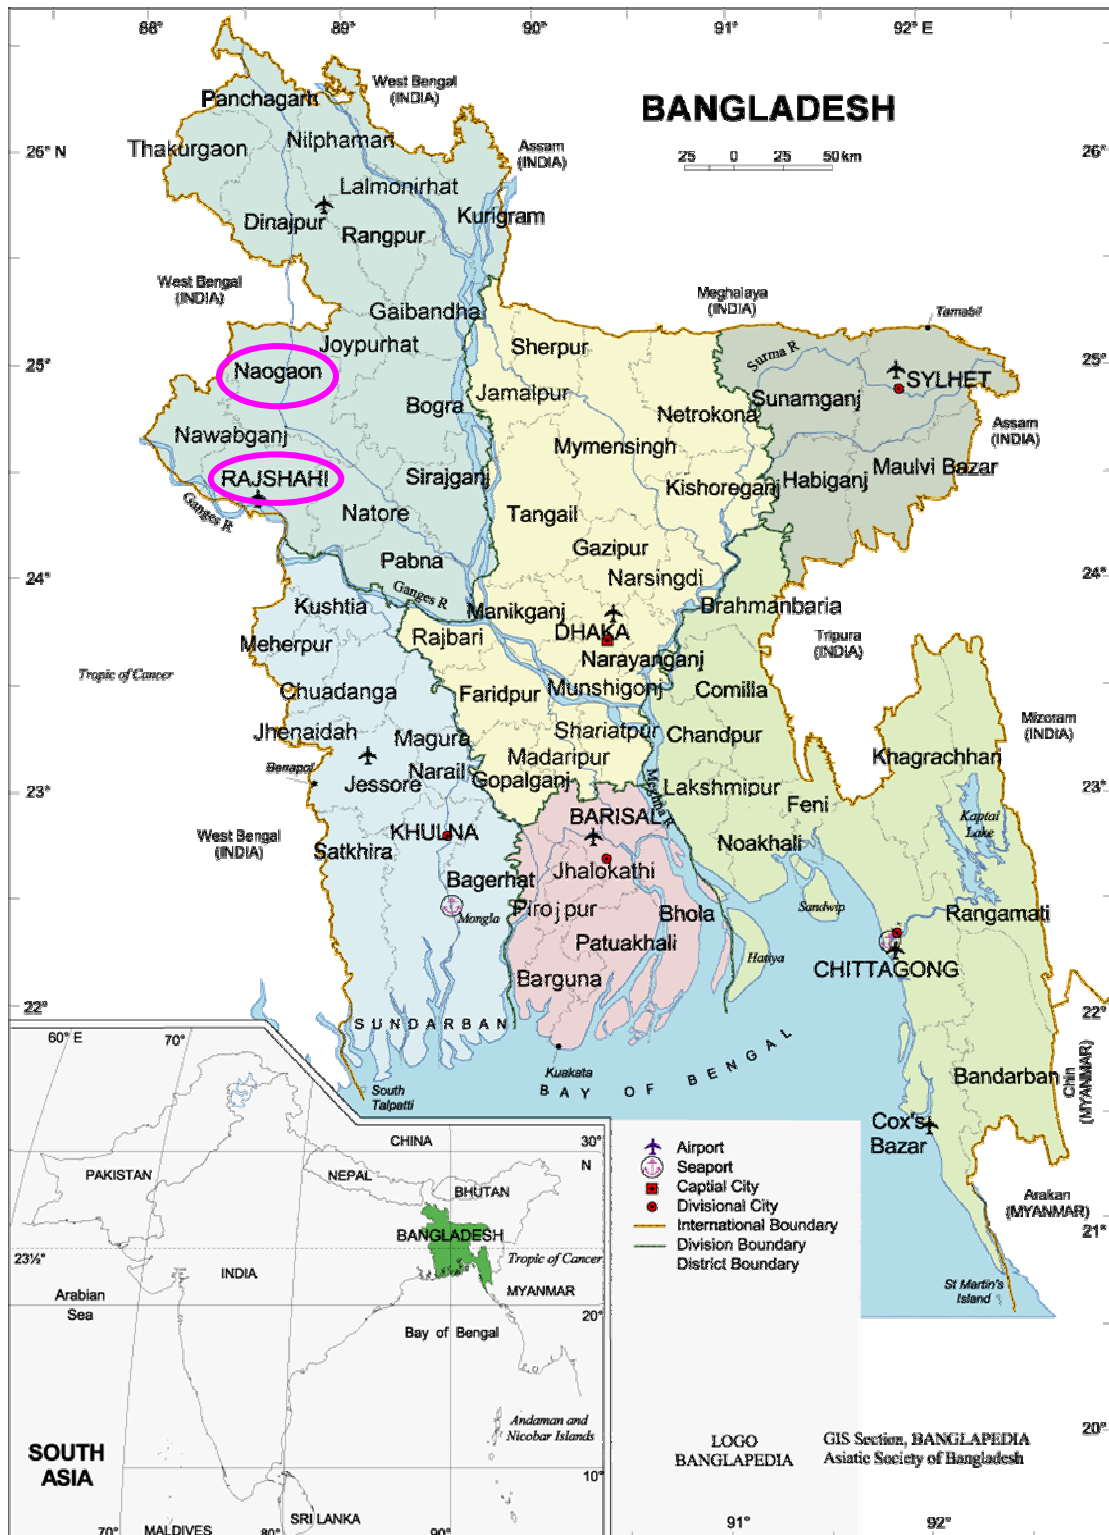 88° 89° 90° 91° 92° E
BANGLADESH
25 0 25 50 km
West Bengal
(INDIA)
Panchagarh
Nilphamari
26° N
Thakurgaon
Assam
(INDIA)
26°
Lalmonirhat
Dinajpur
Kurigram
Rangpur
West Bengal
(INDIA)
Meghalaya
(INDIA)
Tamabil
Gaibandha
Joypurhat
Sherpur
Surma R
25°
Naogaon
25°
SYLHET
Jamalpur
Sunamganj
Bogra
Netrokona
Assam
(INDIA)
Nawabganj
Mymensingh
Maulvi Bazar
RAJSHAHI
Sirajganj
Kishoreganj
Habiganj
Ganges R
Natore
Tangail
Gazipur
Pabna
24°
Narsingdi
24°
Ganges R
Kushtia
Manikganj
Brahmanbaria
Rajbari
DHAKA
Meherpur
Tripura
(INDIA)
Narayanganj
Tropic of Cancer
Chuadanga
Faridpur
Munshigonj
Comilla
Jhenaidah
Magura
Shariatpur
Chandpur
Mizoram
(INDIA)
Madaripur
Khagrachhari
Benapol
Narail
Gopalganj
Jessore
Lakshmipur
23°
23°
Meghna R
Feni
West Bengal
(INDIA)
KHULNA
BARISAL
Kaptai
Lake
Satkhira
Noakhali
Bagerhat
Jhalokathi
Sandwip
Mongla
Pirojpur
Bhola
Rangamati
Patuakhali
Hatiya
Barguna
CHITTAGONG
22°
22°
SUNDARBAN
BAY OF BENGAL
Kuakata
South
Talpatti
Bandarban
Chin
(MYANMAR)
Cox's
Bazar
Arakan
(MYANMAR)
21°
St Martin's
Island
20°
91° 92°
Airport
Seaport
Captial City
Divisional City
International Boundary
Division Boundary
District Boundary
LOGO
BANGLAPEDIA
GIS Section, BANGLAPEDIA
Asiatic Society of Bangladesh
60° E 70°
CHINA
30°
N
PAKISTAN
NEPAL
BHUTAN
BANGLADESH
23½°
Tropic of Cancer
INDIA
MYANMAR
Arabian
Sea
20°
Bay of Bengal
Andaman and
Nicobar Islands
SOUTH
ASIA
10°
SRI LANKA
MALDIVES
70° 80° 90°